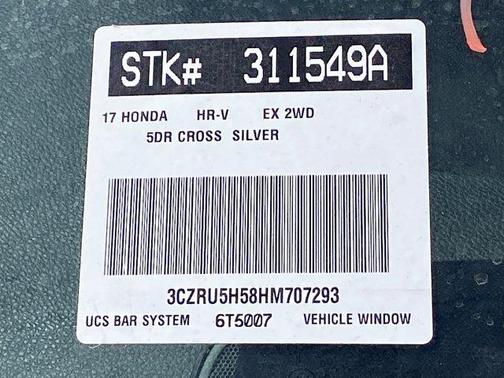 STK# 311549A
17 HONDA HR-V EX 2WD
5DR CROSS SILVER
3CZRU5H58HM707293
UCS BAR SYSTEM 6T5007 VEHICLE WINDOW